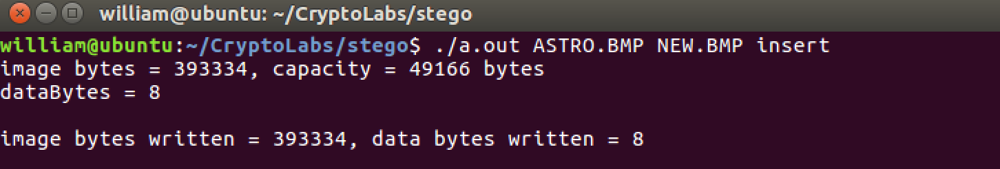 william@ubuntu: ~/CryptoLabs/stego
william@ubuntu:~/CryptoLabs/stego$ ./a.out ASTRO.BMP NEW.BMP insert
image bytes = 393334, capacity = 49166 bytes
dataBytes = 8
image bytes written = 393334, data bytes written = 8